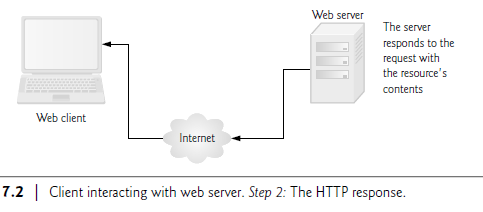 Web server
The server
responds to the
request with
the resource's
contents
Web client
Internet
7.2 | Client interacting with web server. Step 2: The HTTP response.